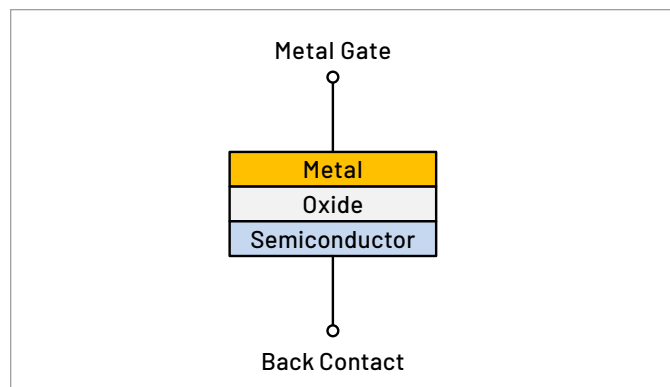 Metal Gate
Metal
Oxide
Semiconductor
Back Contact